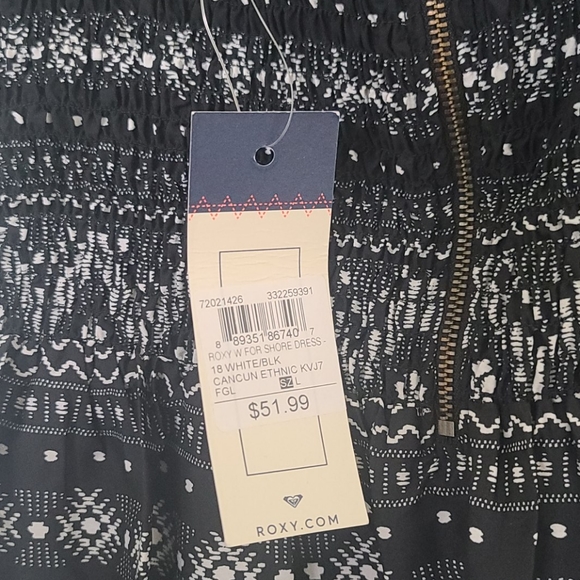 72021426 332259391
8 89351 86740 7
ROXY W FOR SHORE DRESS -
18 WHITE/BLK
CANCUN ETHNIC KVJ7
FGL SZ L
$51.99
ROXY.COM